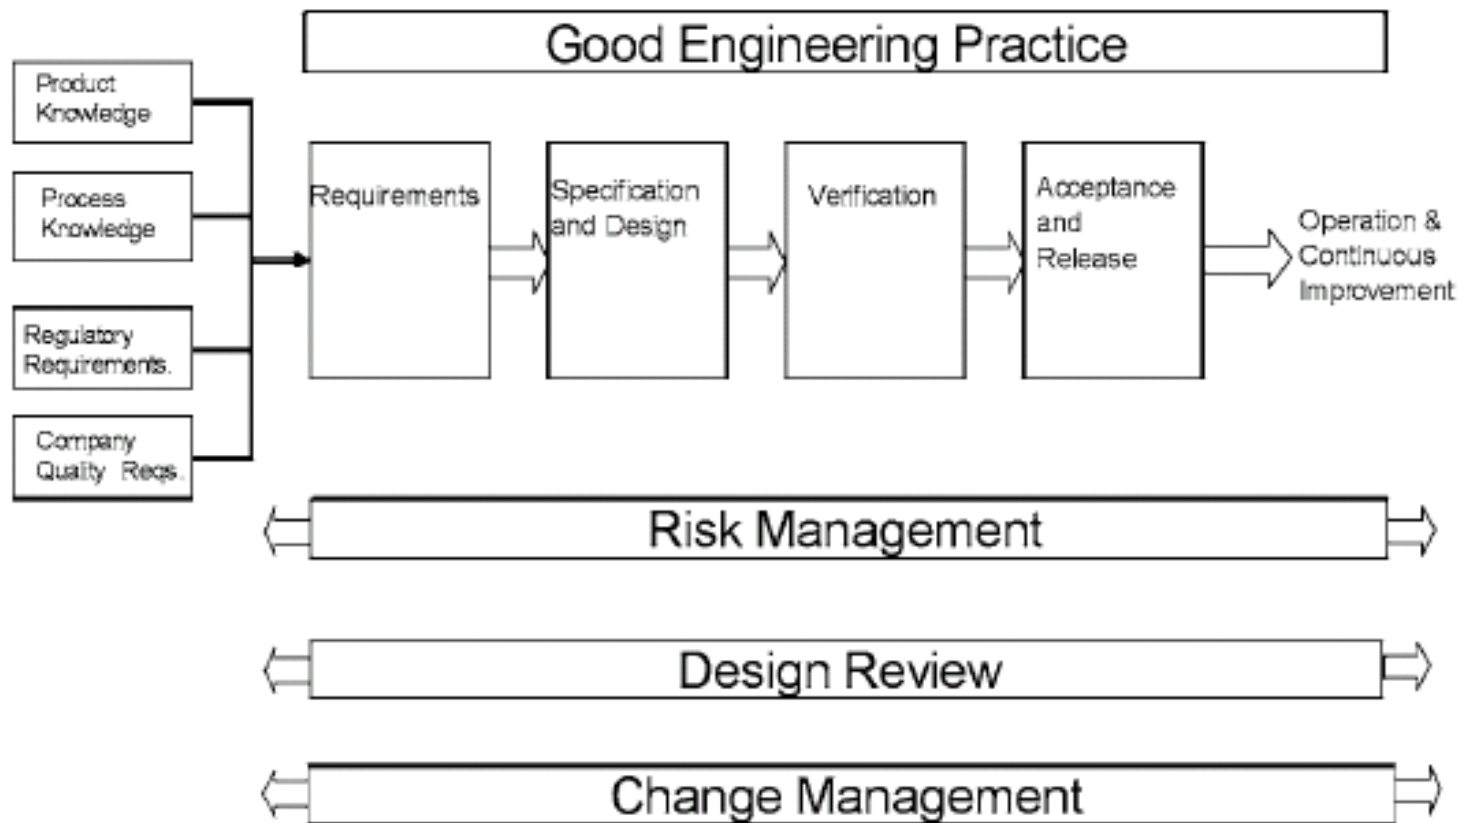 Good Engineering Practice
Product
Knowledge
Process
Knowledge
Regulatory
Requirements.
Company
Quality Reqs.
Requirements
Specification
and Design
Verification
Acceptance
and
Release
Operation &
Continuous
Improvement
Risk Management
Design Review
Change Management